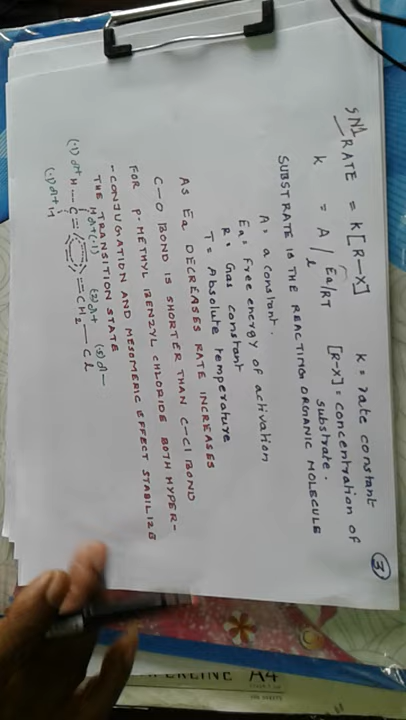 3
SN1
RATE = k[R-X] k = rate constant
k = A / e Ea/RT [R-X] = concentration of
substrate.
SUBSTRATE IS THE REACTING ORGANIC MOLECULE
A = a constant.
Ea = Free energy of activation
R = Gas constant
T = Absolute temperature
AS Ea DECREASES RATE INCREASES
C-O BOND IS SHORTER THAN C-Cl BOND
FOR P-METHYL BENZYL CHLORIDE BOTH HYPER-
-CONJUGATION AND MESOMERIC EFFECT STABILIZE
THE TRANSITION STATE
H
H C CH2 Cl
H
A4